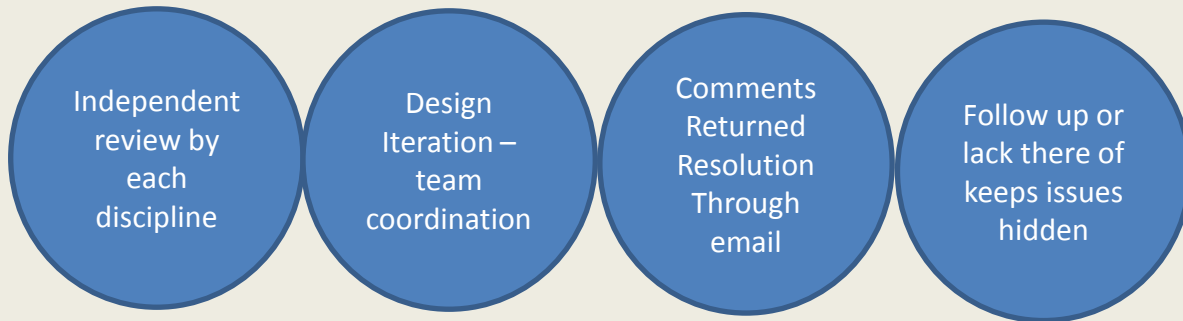 Independent
review by
each
discipline
Design
Iteration –
team
coordination
Comments
Returned
Resolution
Through
email
Follow up or
lack there of
keeps issues
hidden